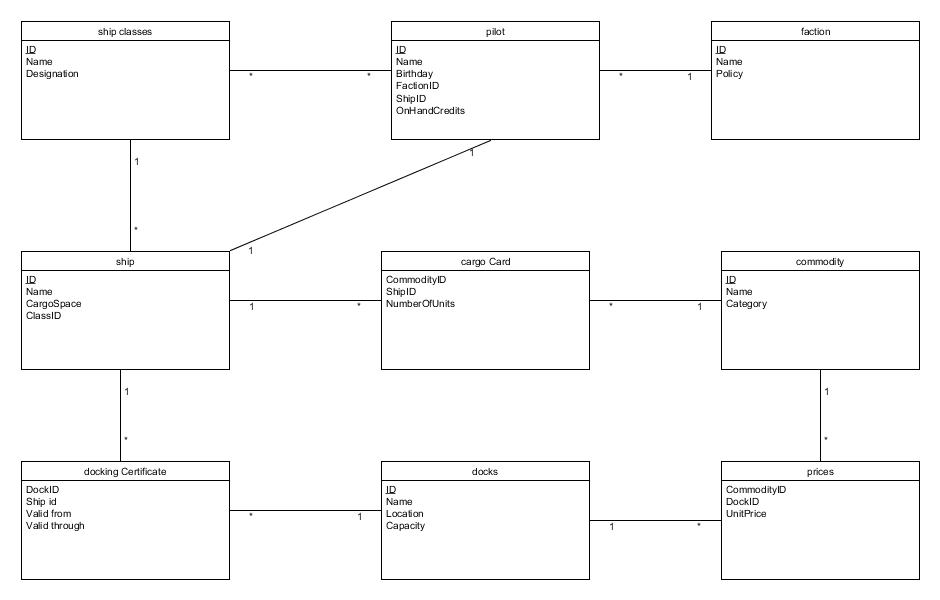 ship classes
ID
Name
Designation
*
*
pilot
ID
Name
Birthday
FactionID
ShipID
OnHandCredits
*
1
faction
ID
Name
Policy
1
*
1
1
ship
ID
Name
CargoSpace
ClassID
1
*
cargo Card
CommodityID
ShipID
NumberOfUnits
*
1
commodity
ID
Name
Category
1
*
1
*
docking Certificate
DockID
Ship id
Valid from
Valid through
*
1
docks
ID
Name
Location
Capacity
1
*
prices
CommodityID
DockID
UnitPrice